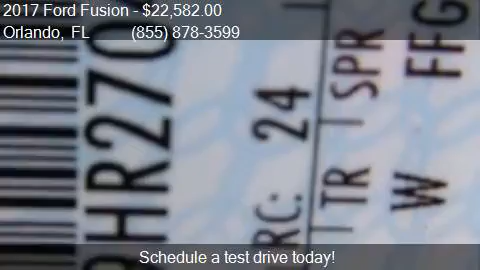 2017 Ford Fusion - $22,582.00
Orlando, FL (855) 878-3599
HR270
RC: 24
TR SPR
W FFG
Schedule a test drive today!